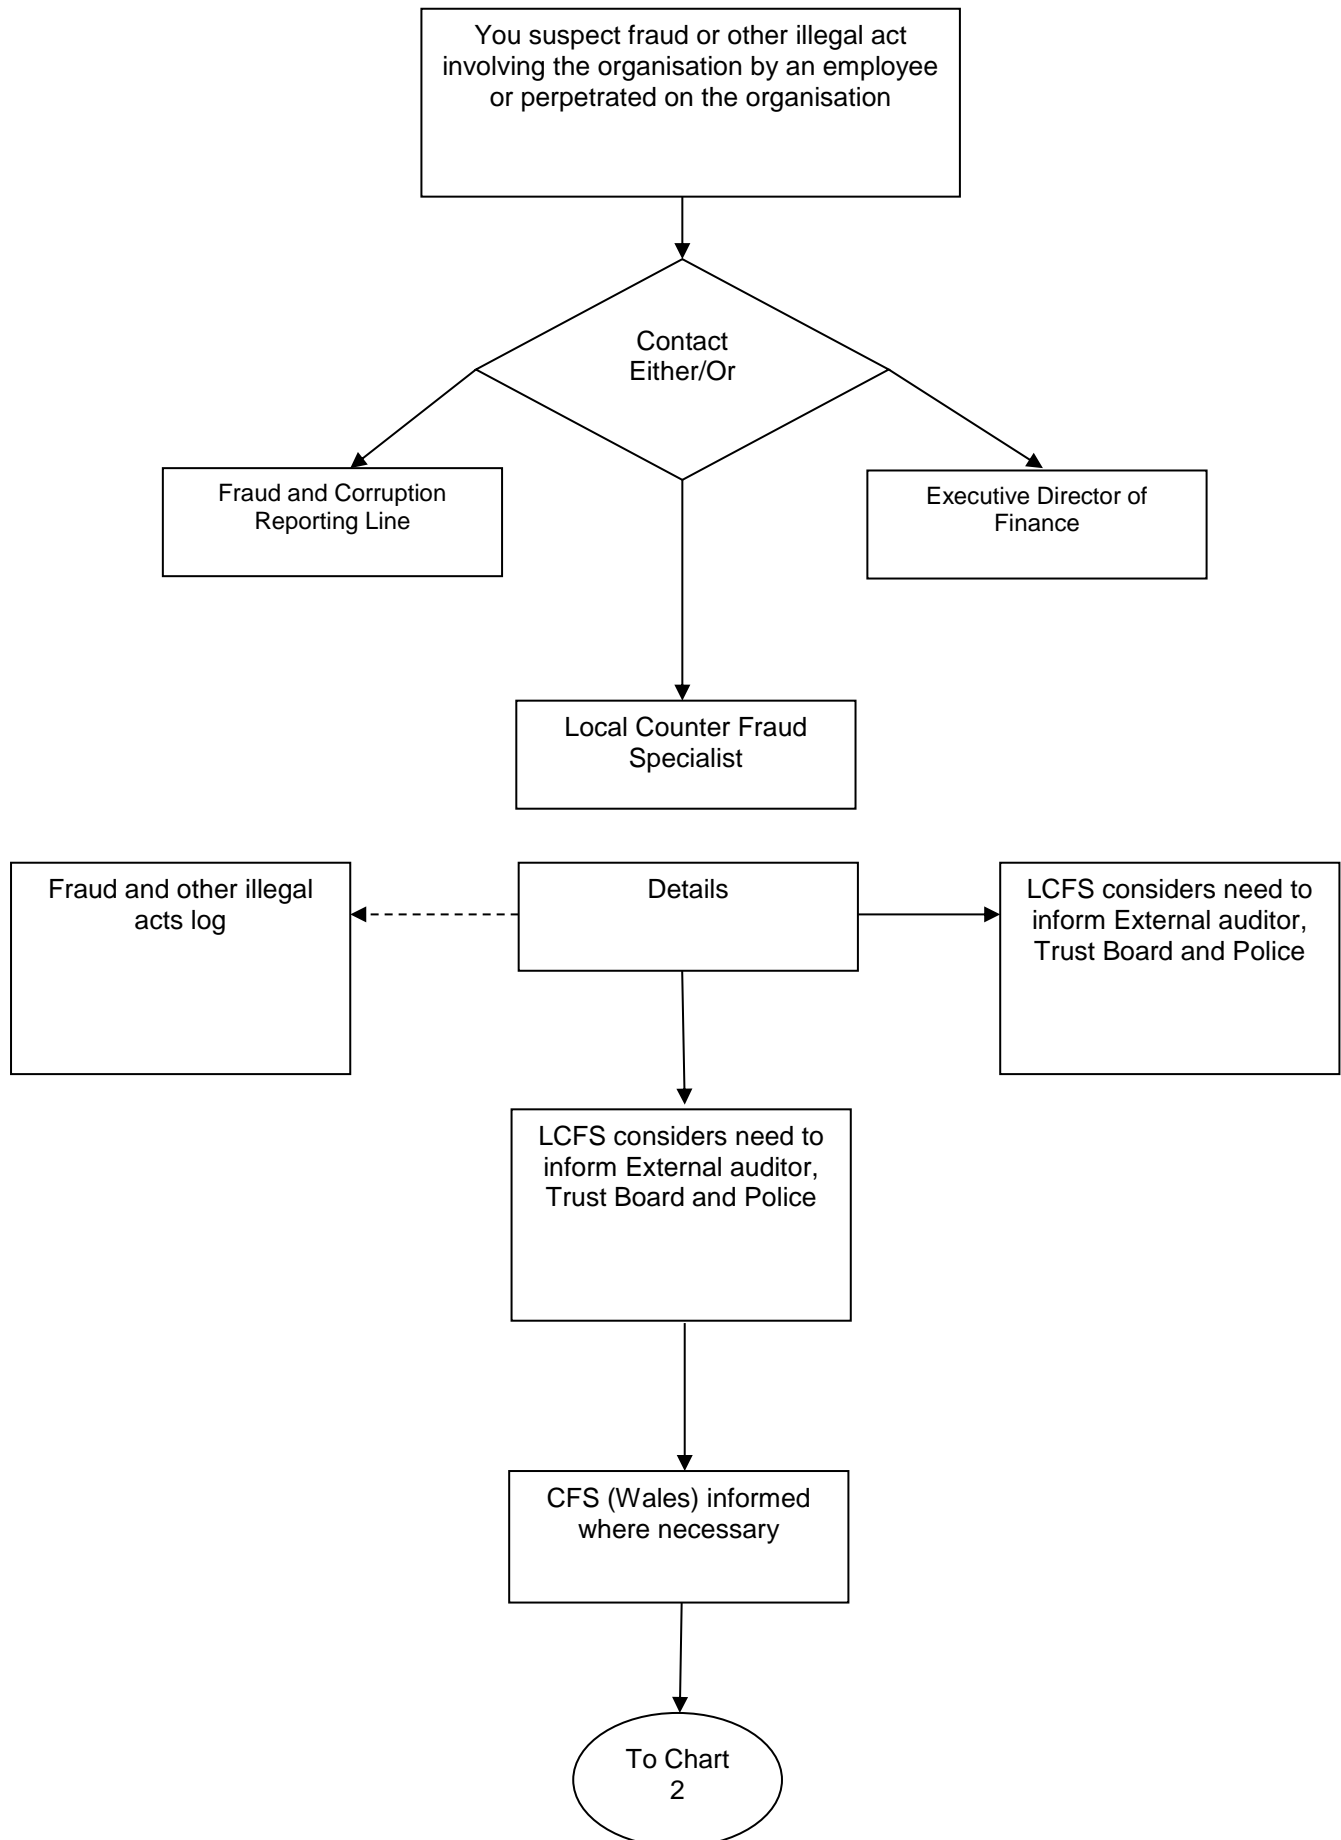 You suspect fraud or other illegal act
involving the organisation by an employee
or perpetrated on the organisation
Contact
Either/Or
Fraud and Corruption
Reporting Line
Executive Director of
Finance
Local Counter Fraud
Specialist
Fraud and other illegal
acts log
Details
LCFS considers need to
inform External auditor,
Trust Board and Police
LCFS considers need to
inform External auditor,
Trust Board and Police
CFS (Wales) informed
where necessary
To Chart
2